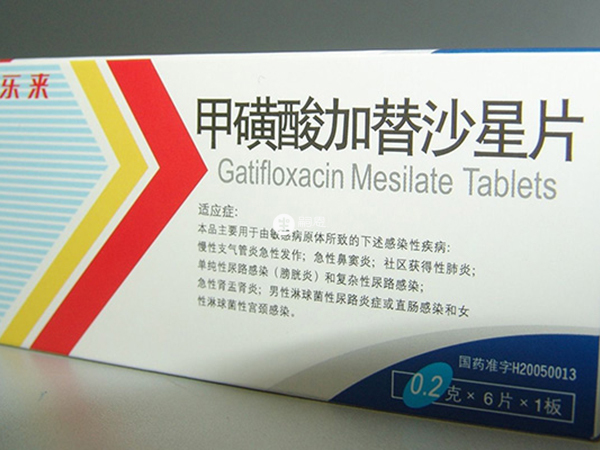 乐来
甲磺酸加替沙星片
Gatifloxacin Mesilate Tablets
适应症：
本品主要用于由敏感病原体所致的下述感染性疾病：
慢性支气管炎急性发作；急性鼻窦炎；社区获得性肺炎；
单纯性尿路感染（膀胱炎）和复杂性尿路感染；
急性肾盂肾炎；男性淋球菌性尿路炎症或直肠感染和女
性淋球菌性宫颈感染。
国药准字H20050013
0.2克×6片×1板